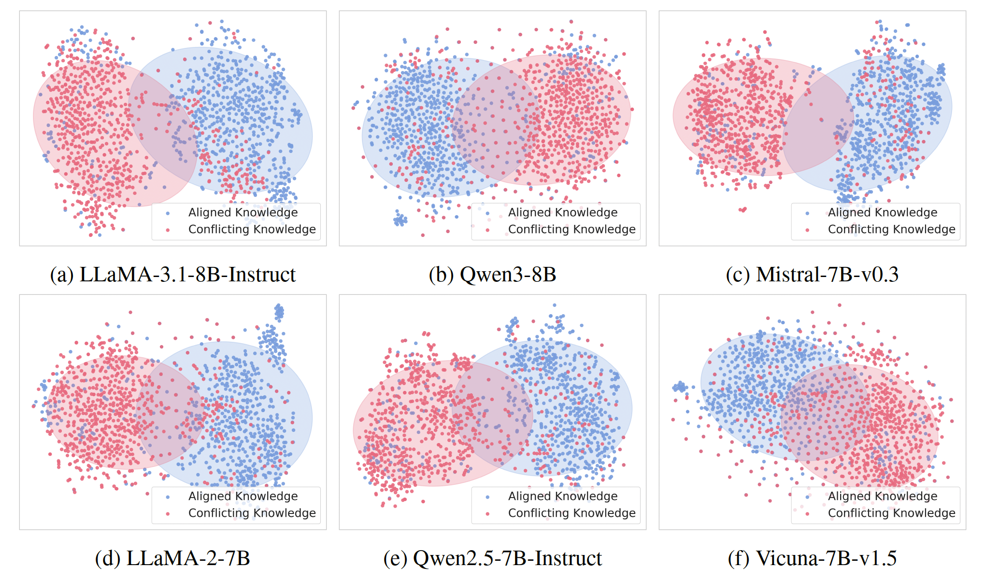 Aligned Knowledge
Conflicting Knowledge
Aligned Knowledge
Conflicting Knowledge
Aligned Knowledge
Conflicting Knowledge
(a) LLaMA-3.1-8B-Instruct
(b) Qwen3-8B
(c) Mistral-7B-v0.3
Aligned Knowledge
Conflicting Knowledge
Aligned Knowledge
Conflicting Knowledge
Aligned Knowledge
Conflicting Knowledge
(d) LLaMA-2-7B
(e) Qwen2.5-7B-Instruct
(f) Vicuna-7B-v1.5